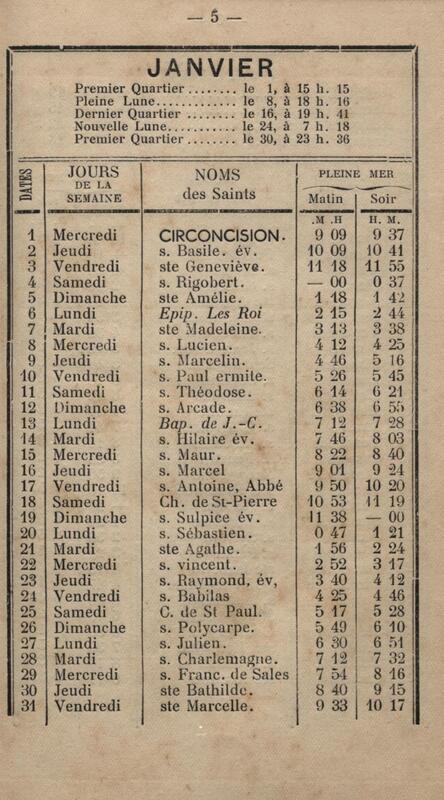 — 5 —
JANVIER
Premier Quartier ........ le 1, à 15 h. 15
Pleine Lune............. le 8, à 18 h. 16
Dernier Quartier ........ le 16, à 19 h. 41
Nouvelle Lune........... le 24, à 7 h. 18
Premier Quartier ........ le 30, à 23 h. 36
DATES JOURS DE LA SEMAINE NOMS des Saints PLEINE MER
Matin Soir
.M .H H. M.
1 Mercredi CIRCONCISION. 9 09 9 37
2 Jeudi s. Basile. év. 10 09 10 41
3 Vendredi ste Geneviève. 11 18 11 55
4 Samedi s. Rigobert. — 00 0 37
5 Dimanche ste Amélie. 1 18 1 42
6 Lundi Epip. Les Roi 2 15 2 44
7 Mardi ste Madeleine. 3 13 3 38
8 Mercredi s. Lucien. 4 12 4 25
9 Jeudi s. Marcelin. 4 46 5 16
10 Vendredi s. Paul ermite. 5 26 5 45
11 Samedi s. Théodose. 6 14 6 21
12 Dimanche s. Arcade. 6 38 6 55
13 Lundi Bap. de J.-C. 7 12 7 28
14 Mardi s. Hilaire év. 7 46 8 03
15 Mercredi s. Maur. 8 22 8 40
16 Jeudi s. Marcel 9 01 9 24
17 Vendredi s. Antoine, Abbé 9 50 10 20
18 Samedi Ch. de St-Pierre 10 53 11 19
19 Dimanche s. Sulpice év. 11 38 — 00
20 Lundi s. Sébastien. 0 47 1 21
21 Mardi ste Agathe. 1 56 2 24
22 Mercredi s. vincent. 2 52 3 17
23 Jeudi s. Raymond, év, 3 40 4 12
24 Vendredi s. Babilas 4 25 4 46
25 Samedi C. de St Paul. 5 17 5 28
26 Dimanche s. Polycarpe. 5 49 6 10
27 Lundi s. Julien. 6 30 6 51
28 Mardi s. Charlemagne. 7 12 7 32
29 Mercredi s. Franc. de Sales 7 54 8 16
30 Jeudi ste Bathilde. 8 40 9 15
31 Vendredi ste Marcelle. 9 33 10 17